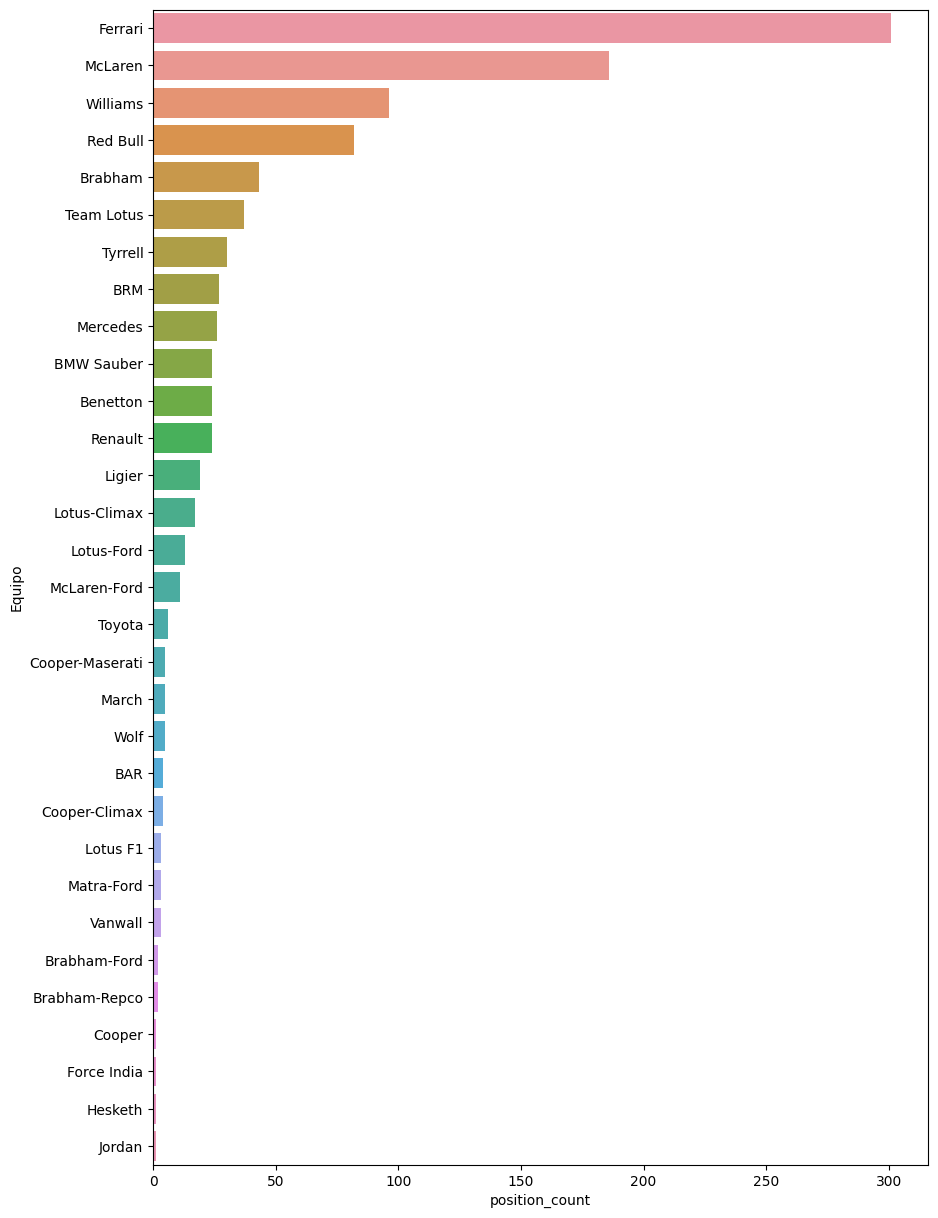 Ferrari
McLaren
Williams
Red Bull
Brabham
Team Lotus
Tyrrell
BRM
Mercedes
BMW Sauber
Benetton
Renault
Ligier
Lotus-Climax
Lotus-Ford
McLaren-Ford
Toyota
Cooper-Maserati
March
Wolf
BAR
Cooper-Climax
Lotus F1
Matra-Ford
Vanwall
Brabham-Ford
Brabham-Repco
Cooper
Force India
Hesketh
Jordan
Equipo
0 50 100 150 200 250 300
position_count